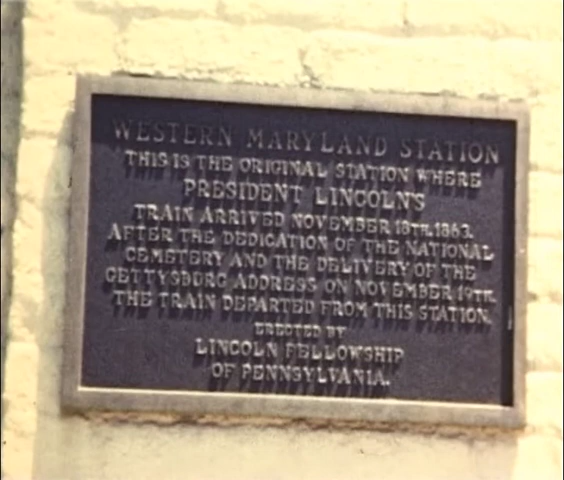 WESTERN MARYLAND STATION
THIS IS THE ORIGINAL STATION WHERE
PRESIDENT LINCOLN'S
TRAIN ARRIVED NOVEMBER 18TH. 1863.
AFTER THE DEDICATION OF THE NATIONAL
CEMETERY AND THE DELIVERY OF THE
GETTYSBURG ADDRESS ON NOVEMBER 19TH.
THE TRAIN DEPARTED FROM THIS STATION.
ERECTED BY
LINCOLN FELLOWSHIP
OF PENNSYLVANIA.